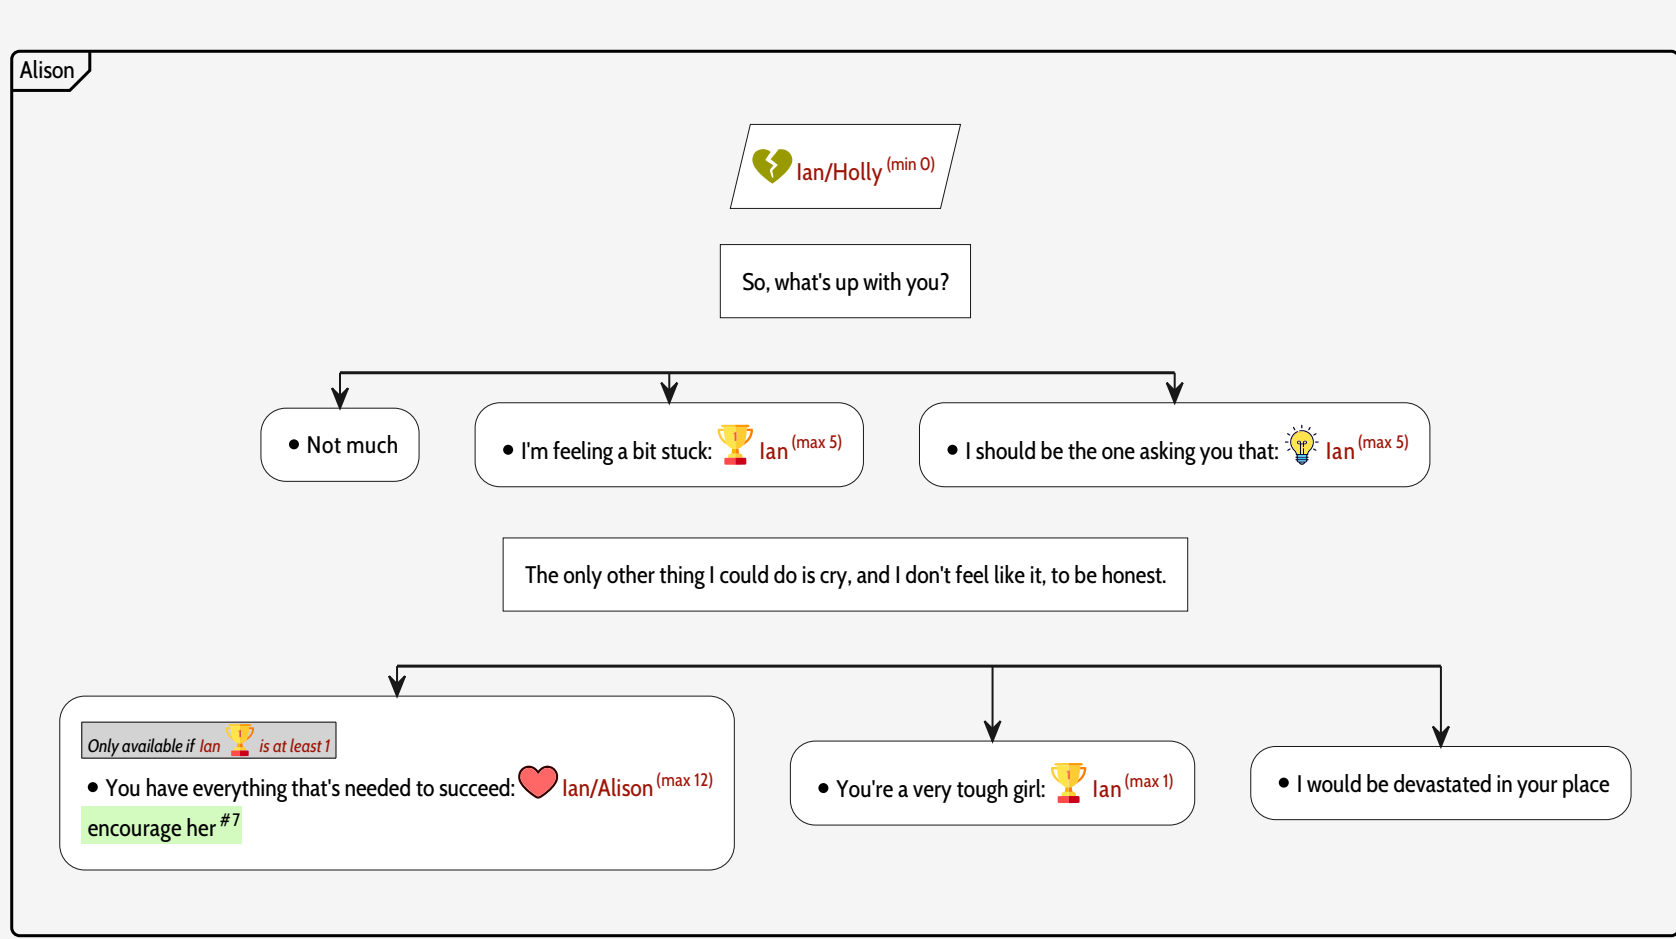 Alison
Ian/Holly (min 0)
So, what's up with you?
• Not much
• I'm feeling a bit stuck: 1 Ian (max 5)
• I should be the one asking you that: Ian (max 5)
The only other thing I could do is cry, and I don't feel like it, to be honest.
Only available if Ian 1 is at least 1
• You have everything that's needed to succeed: Ian/Alison (max 12)
encourage her #7
• You're a very tough girl: 1 Ian (max 1)
• I would be devastated in your place